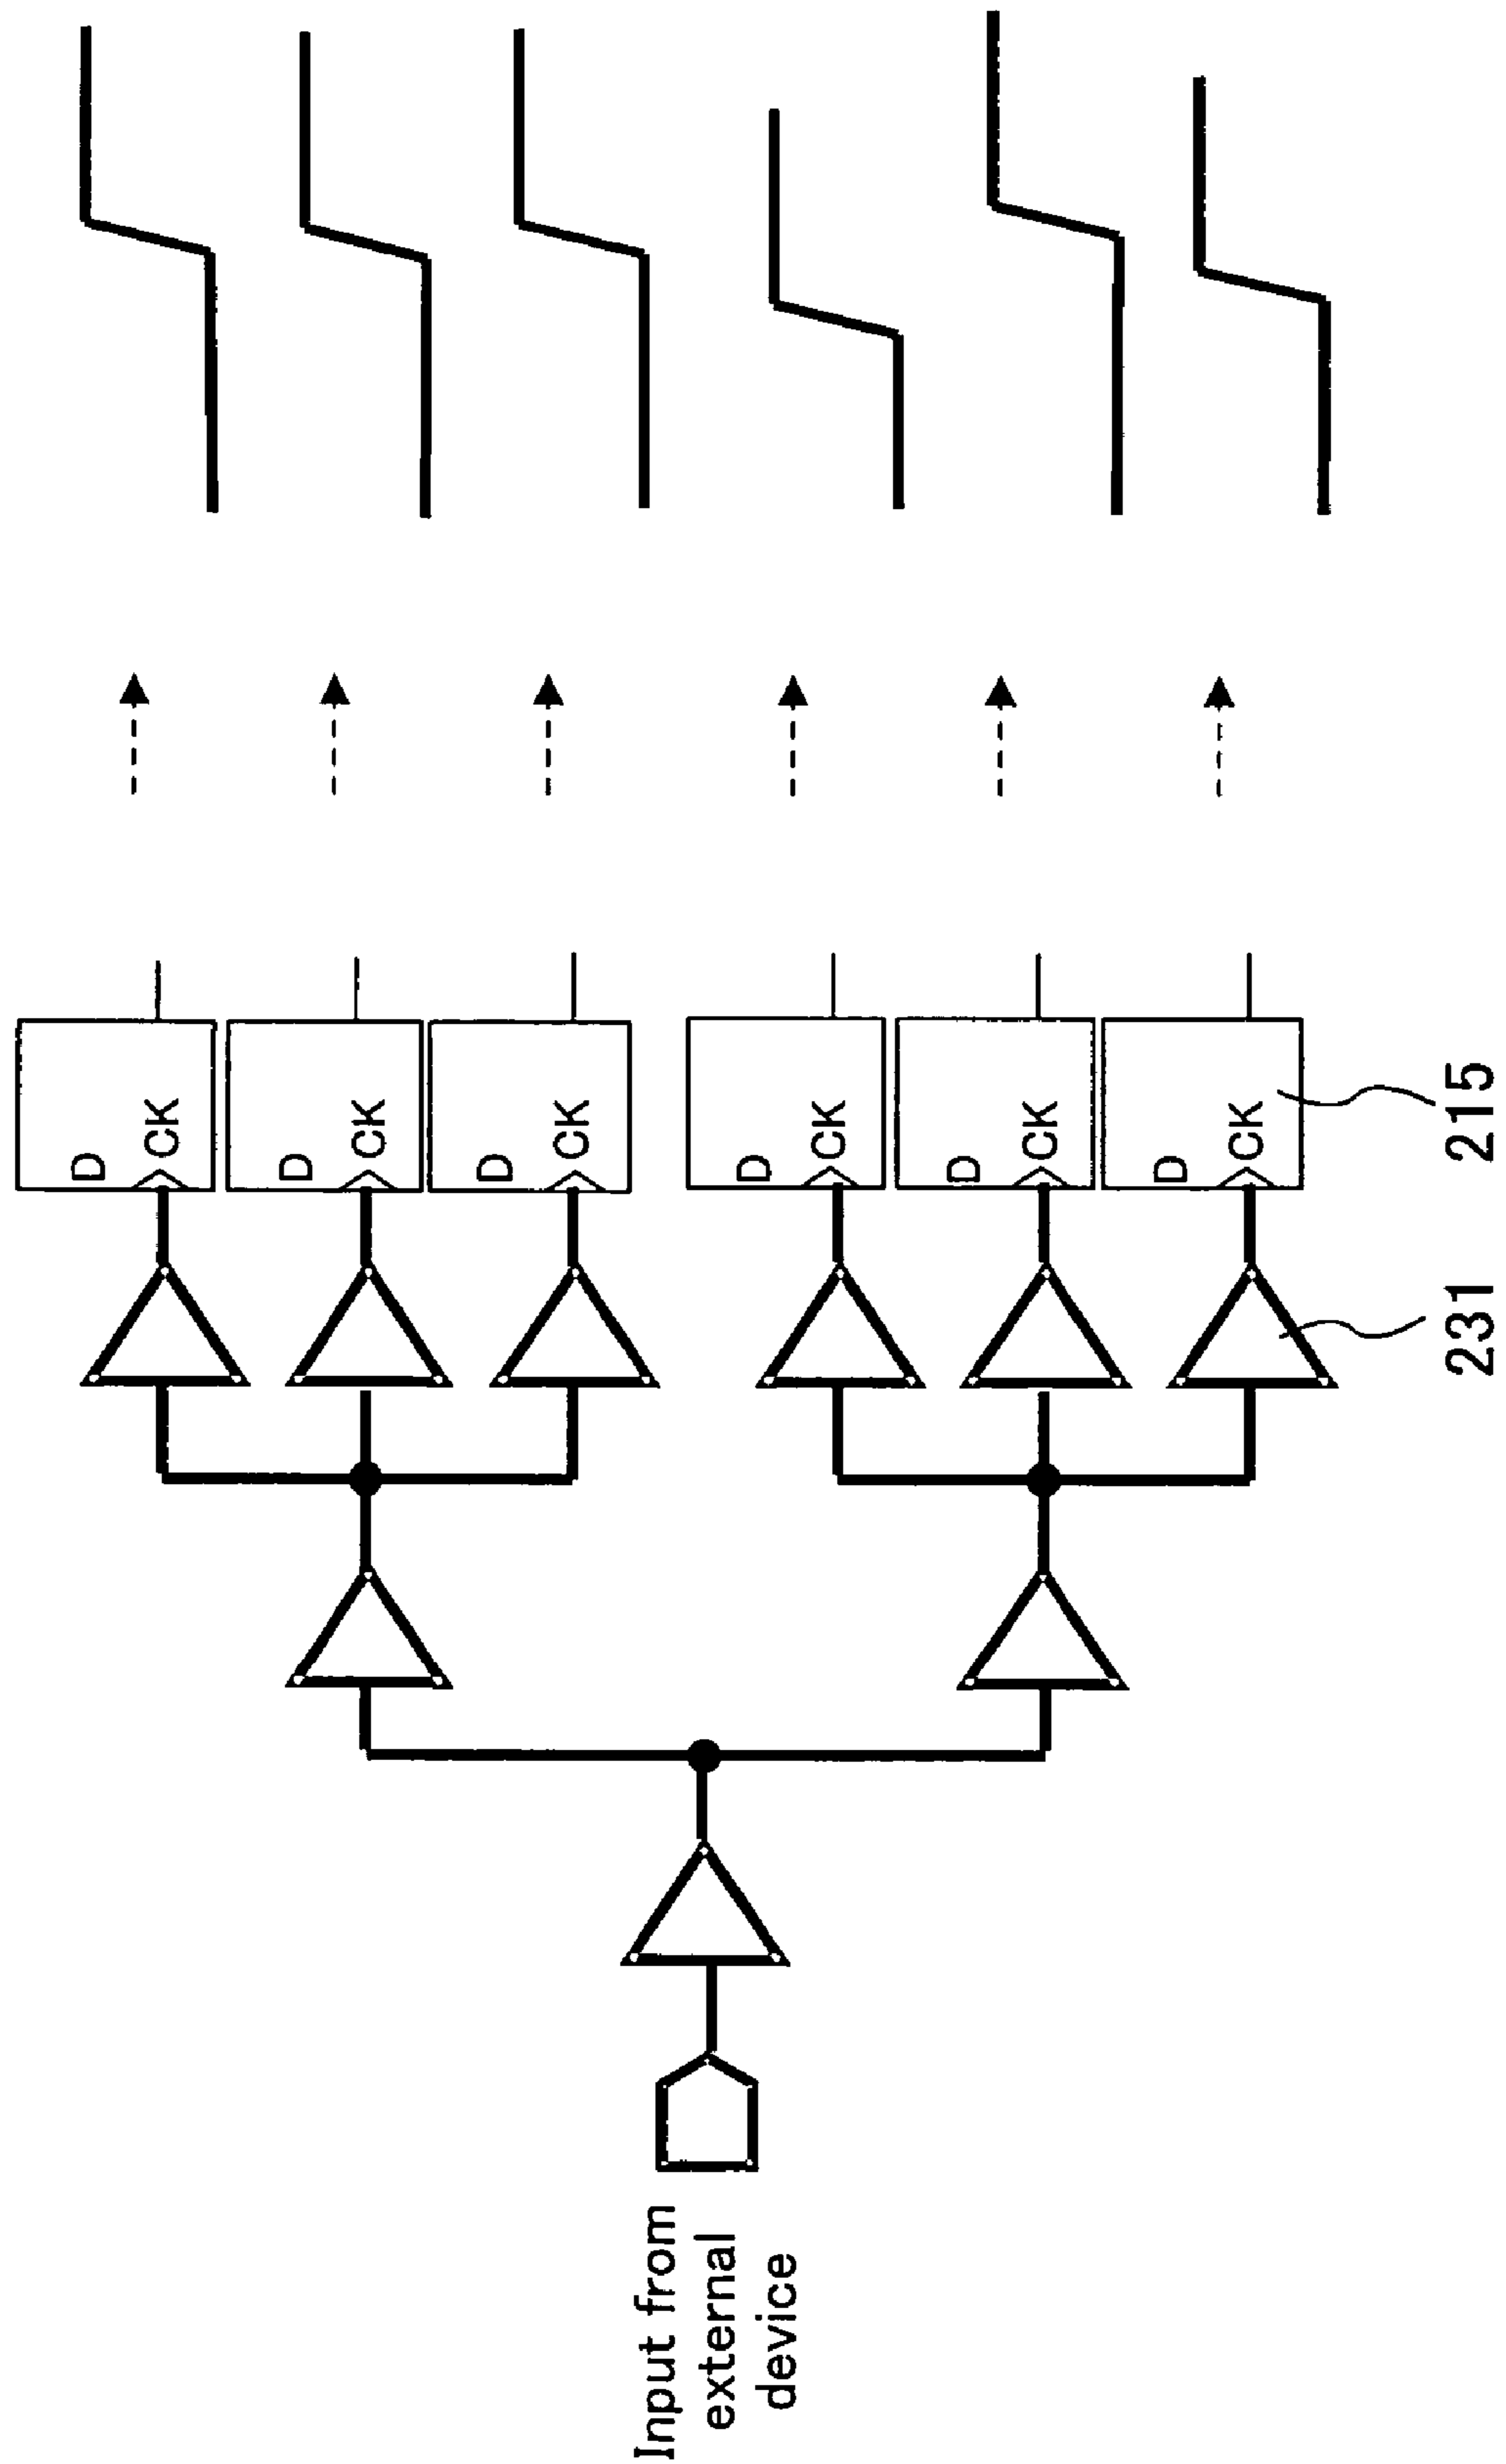 Input from
external
device
D
CK
D
CK
D
CK
D
CK
D
CK
D
CK
231
215